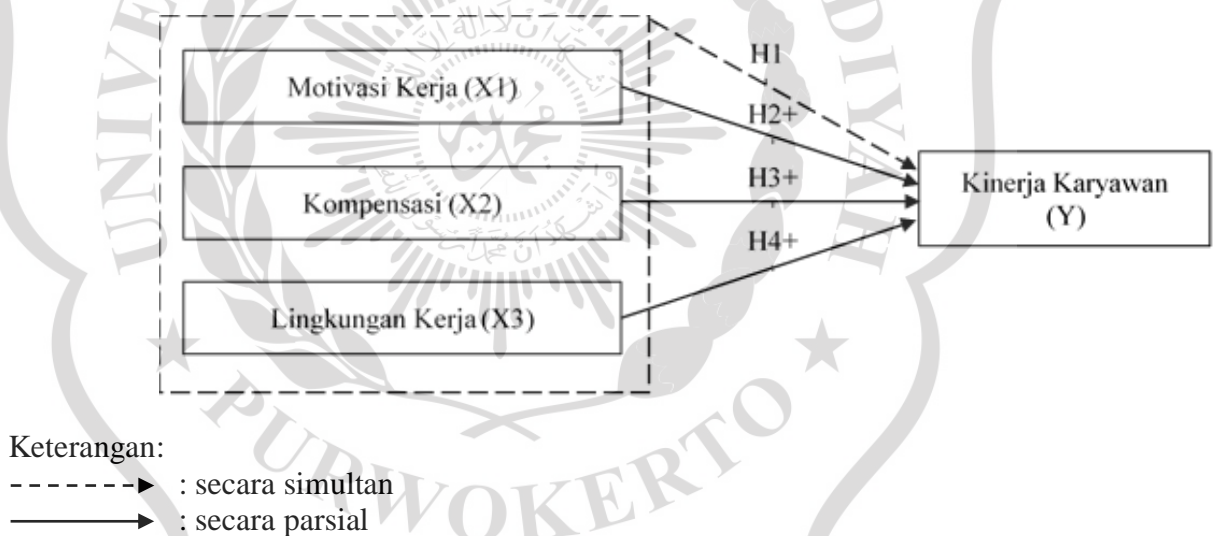 H1
Motivasi Kerja (X1)
H2+
Kompensasi (X2)
H3+
Kinerja Karyawan
(Y)
H4+
Lingkungan Kerja (X3)
Keterangan:
: secara simultan
: secara parsial
PURWOKERTO